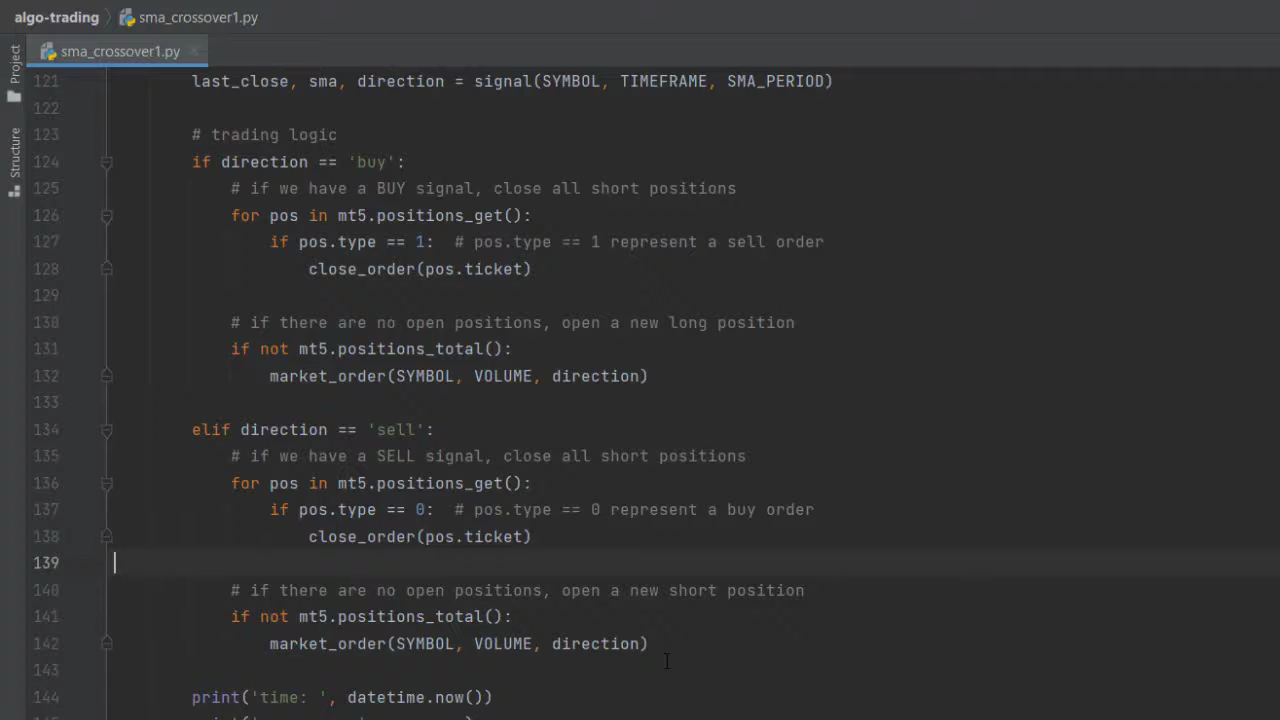 algo-trading sma_crossover1.py
sma_crossover1.py
Project
Structure
121 last_close, sma, direction = signal(SYMBOL, TIMEFRAME, SMA_PERIOD)
122
123 # trading logic
124 if direction == 'buy':
125 # if we have a BUY signal, close all short positions
126 for pos in mt5.positions_get():
127 if pos.type == 1: # pos.type == 1 represent a sell order
128 close_order(pos.ticket)
129
130 # if there are no open positions, open a new long position
131 if not mt5.positions_total():
132 market_order(SYMBOL, VOLUME, direction)
133
134 elif direction == 'sell':
135 # if we have a SELL signal, close all short positions
136 for pos in mt5.positions_get():
137 if pos.type == 0: # pos.type == 0 represent a buy order
138 close_order(pos.ticket)
139
140 # if there are no open positions, open a new short position
141 if not mt5.positions_total():
142 market_order(SYMBOL, VOLUME, direction)
143
144 print('time: ', datetime.now())